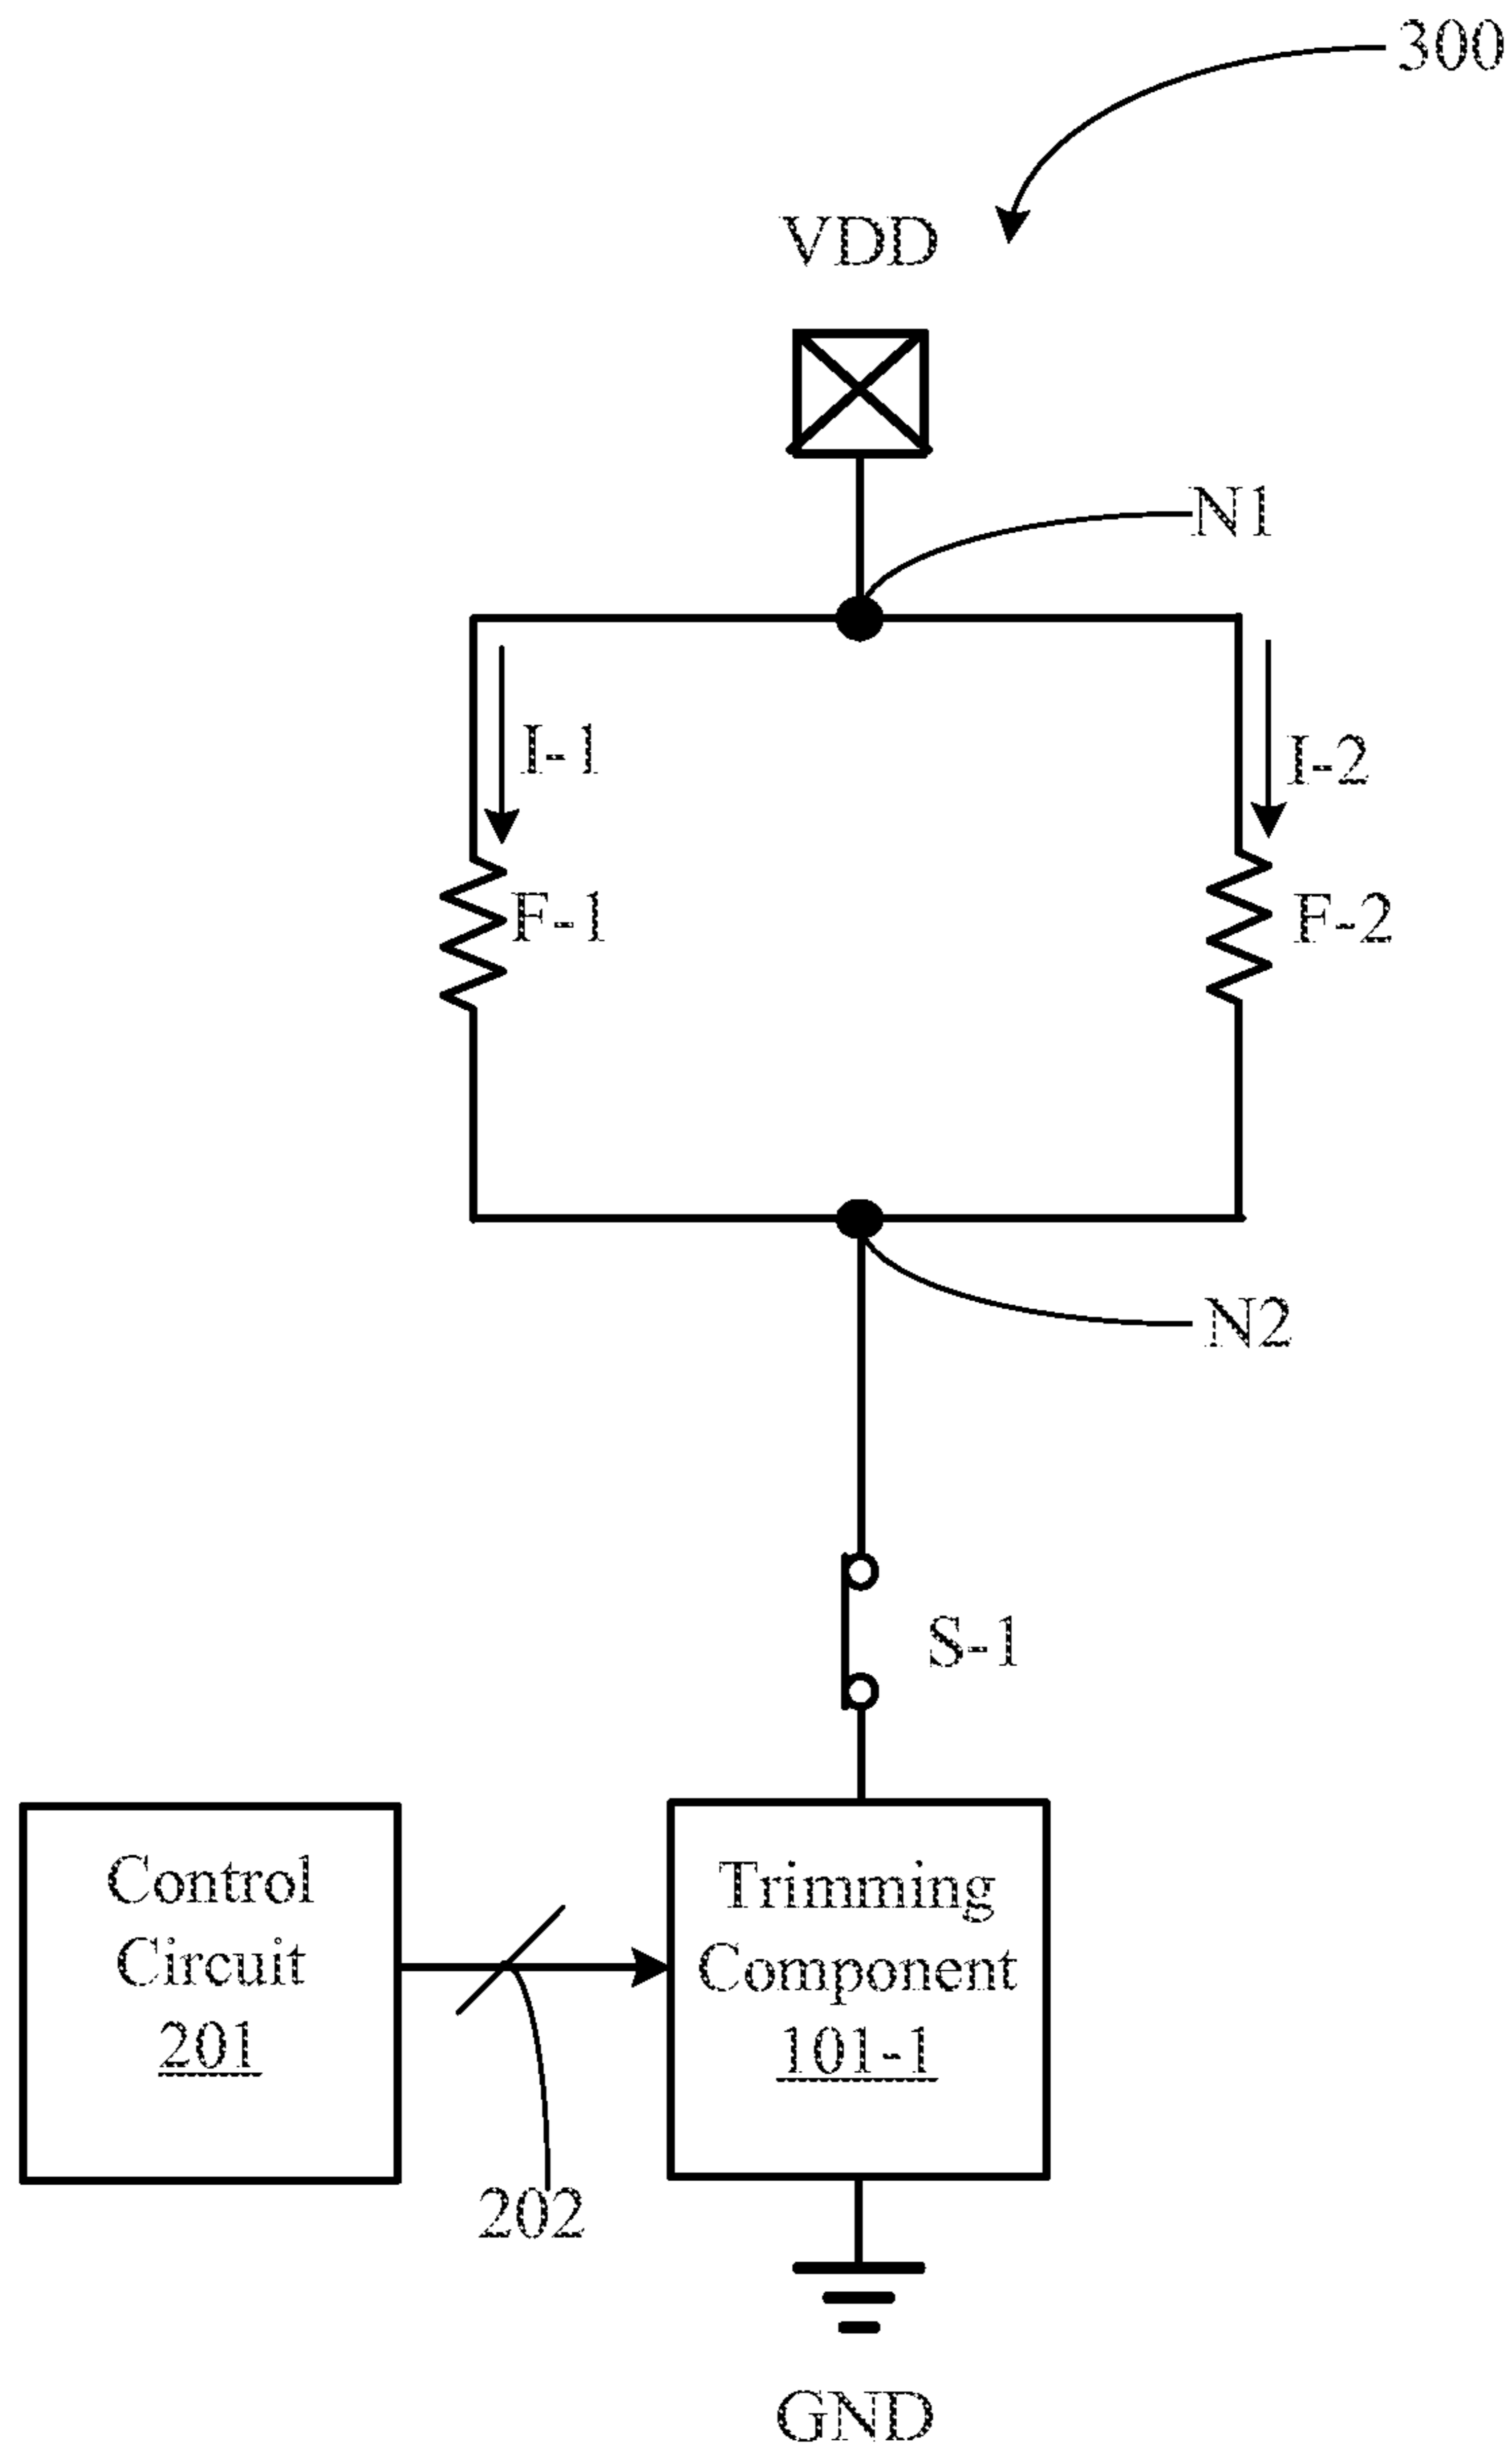 300
VDD
N1
I-1
I-2
F-1
F-2
N2
S-1
Control
Circuit
201
Trimming
Component
101-1
202
GND